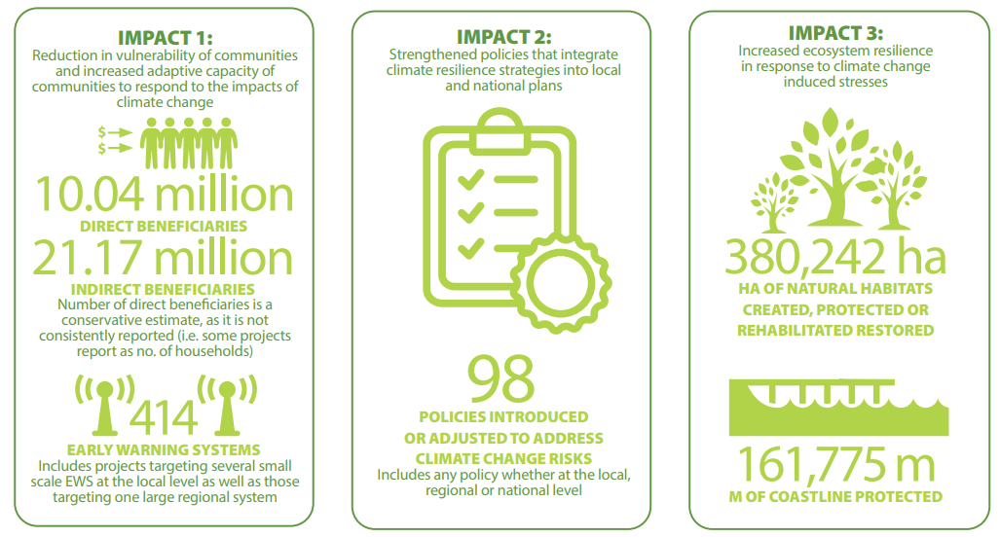 IMPACT 1:
Reduction in vulnerability of communities
and increased adaptive capacity of
communities to respond to the impacts of
climate change
$
$
10.04 million
DIRECT BENEFICIARIES
21.17 million
INDIRECT BENEFICIARIES
Number of direct beneficiaries is a
conservative estimate, as it is not
consistently reported (i.e. some projects
report as no. of households)
414
EARLY WARNING SYSTEMS
Includes projects targeting several small
scale EWS at the local level as well as those
targeting one large regional system
IMPACT 2:
Strengthened policies that integrate
climate resilience strategies into local
and national plans
98
POLICIES INTRODUCED
OR ADJUSTED TO ADDRESS
CLIMATE CHANGE RISKS
Includes any policy whether at the local,
regional or national level
IMPACT 3:
Increased ecosystem resilience
in response to climate change
induced stresses
380,242 ha
HA OF NATURAL HABITATS
CREATED, PROTECTED OR
REHABILITATED RESTORED
161,775 m
M OF COASTLINE PROTECTED